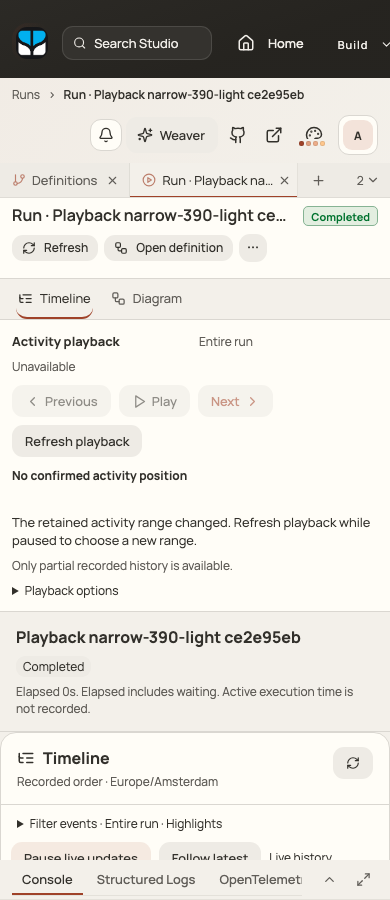 Search Studio
Home
Build
Runs > Run · Playback narrow-390-light ce2e95eb
Weaver
A
Definitions
Run · Playback na...
2
Run · Playback narrow-390-light ce...
Completed
Refresh
Open definition
...
Timeline
Diagram
Activity playback
Entire run
Unavailable
Previous
Play
Next
Refresh playback
No confirmed activity position
The retained activity range changed. Refresh playback while
paused to choose a new range.
Only partial recorded history is available.
Playback options
Playback narrow-390-light ce2e95eb
Completed
Elapsed 0s. Elapsed includes waiting. Active execution time is
not recorded.
Timeline
Recorded order · Europe/Amsterdam
Filter events · Entire run · Highlights
Pause live updates
Follow latest
Live history
Console
Structured Logs
OpenTelemet